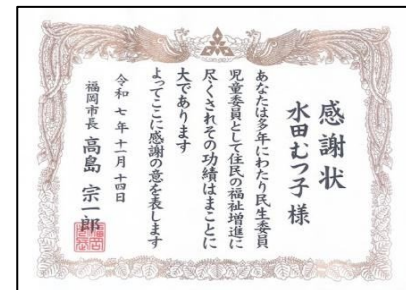 感謝状
水田むつ子様
あなたは多年にわたり民生委員
児童委員として住民の福祉増進に
尽くされその功績はまことに
大であります
よってここに感謝の意を表します
令和七年十一月十四日
福岡市長 高島宗一郎